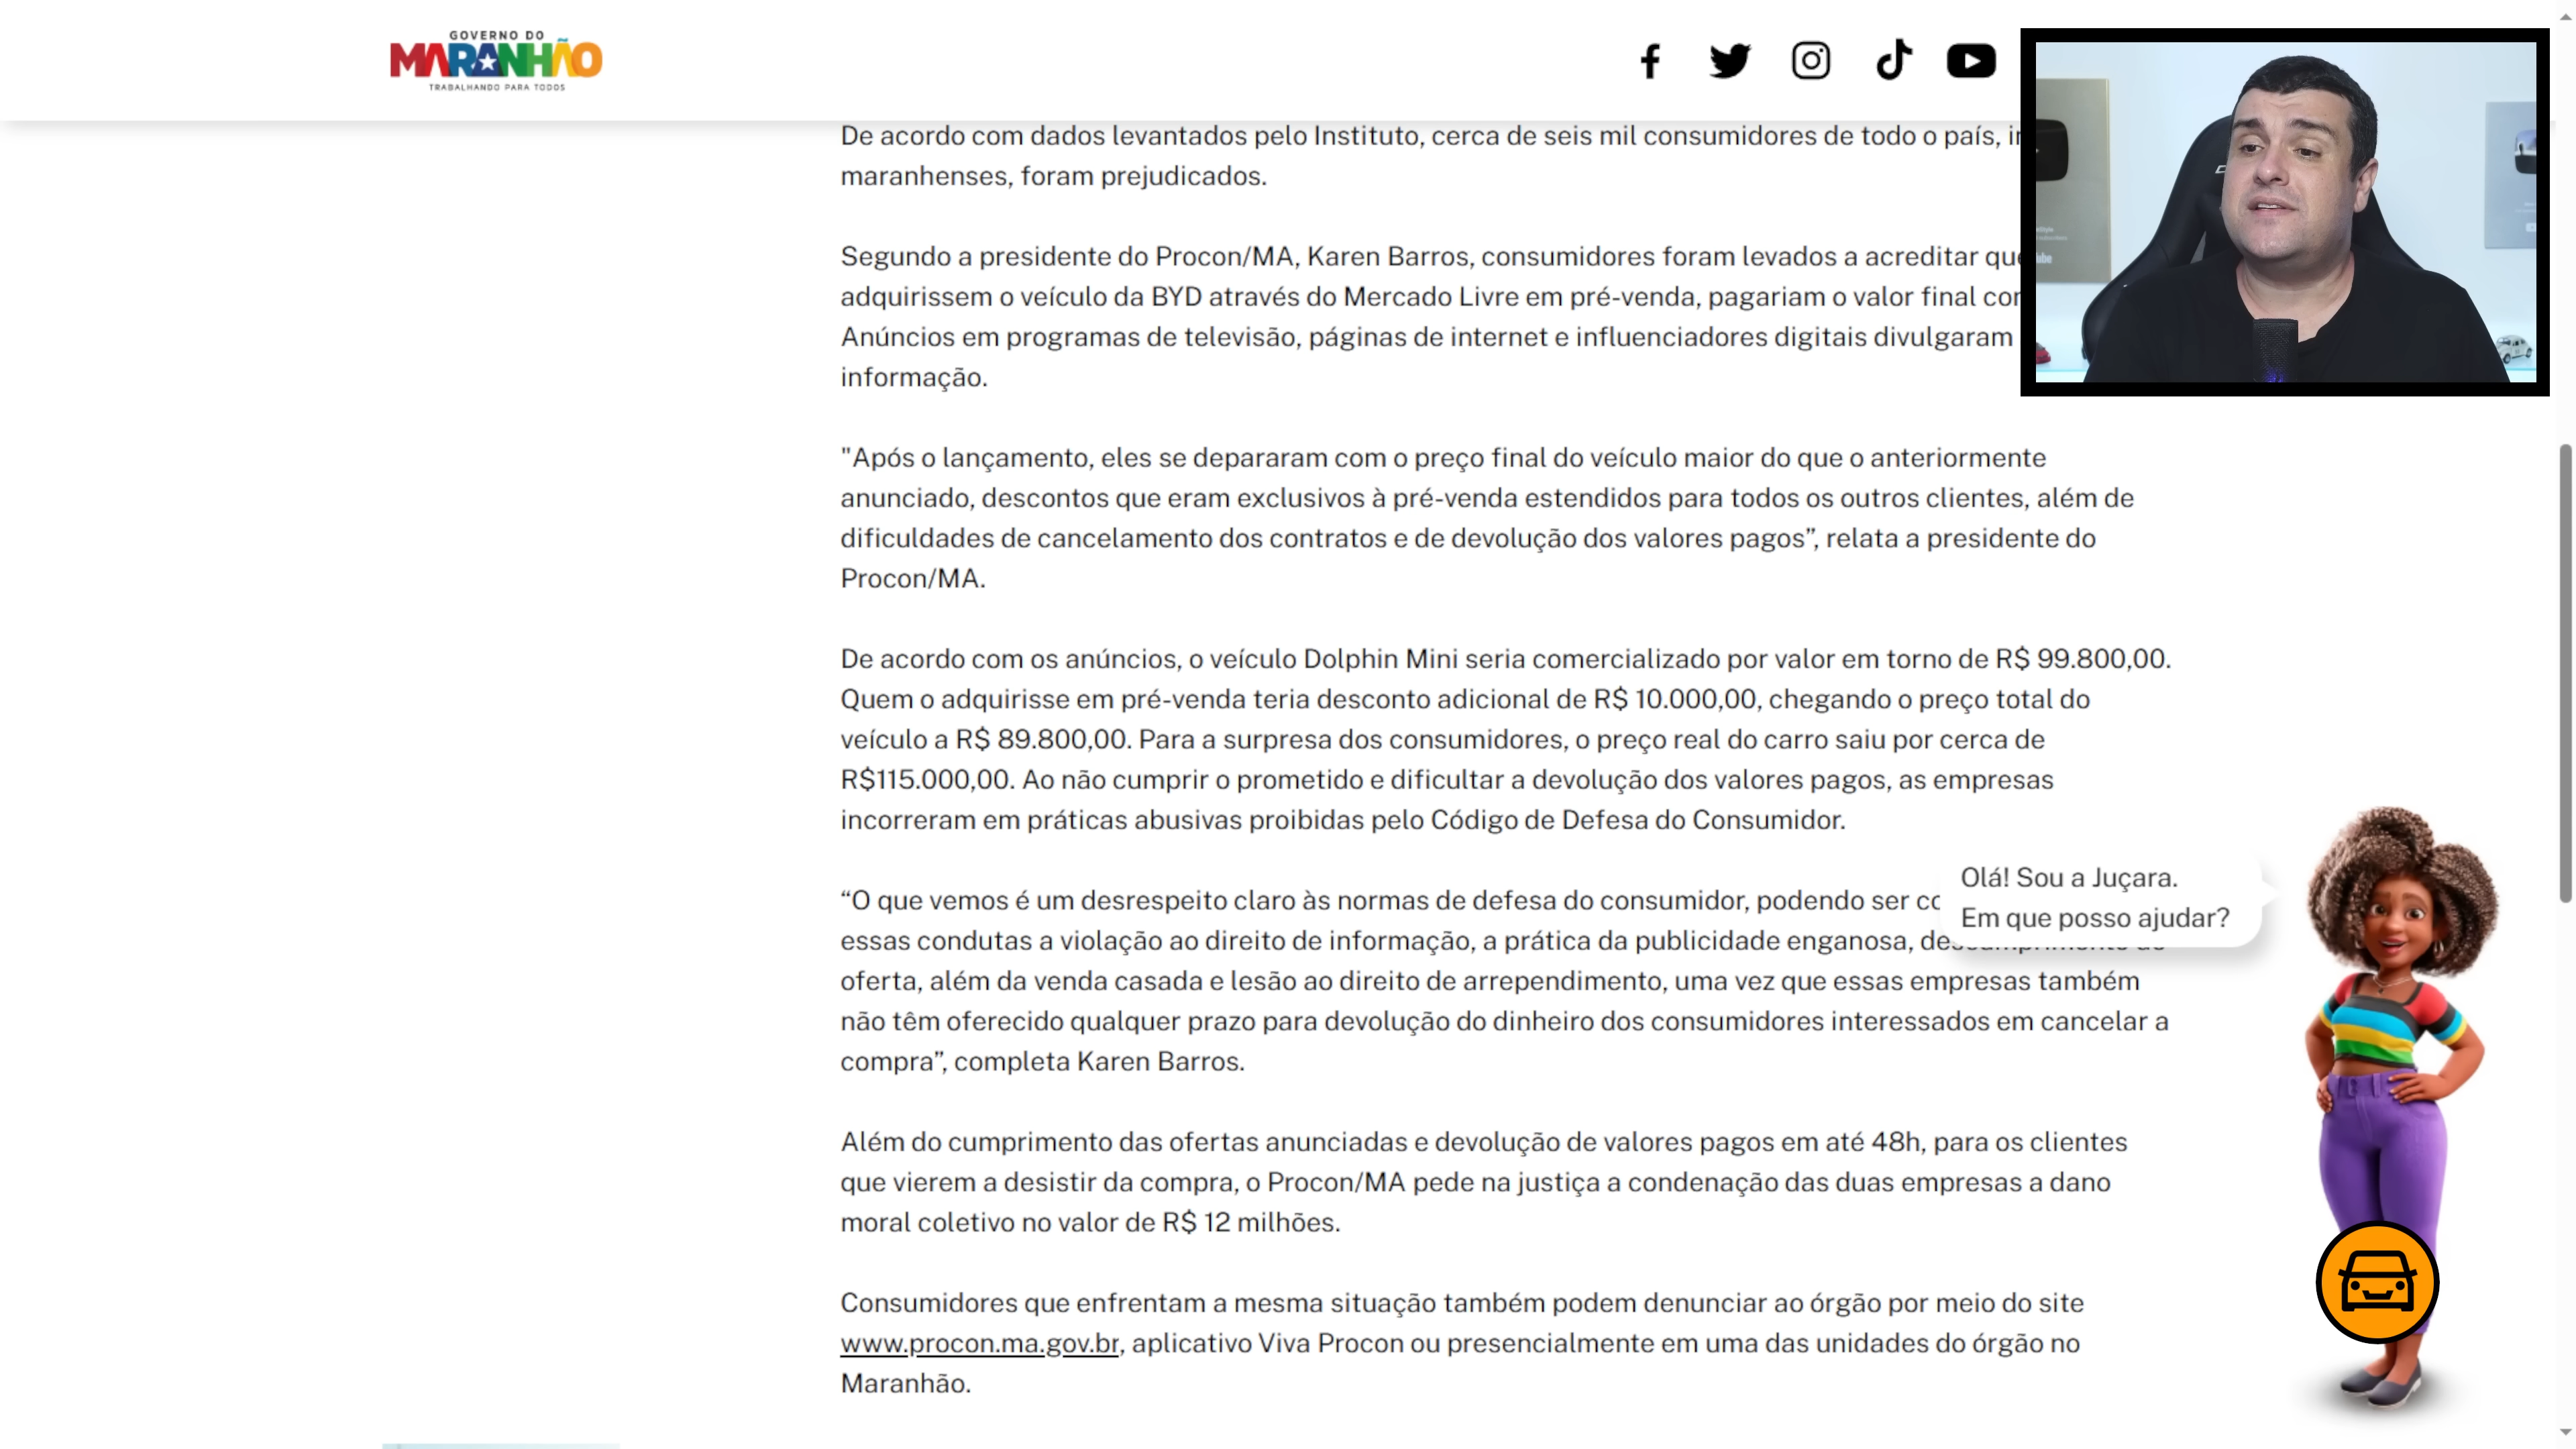 GOVERNO DO
MARANHÃO
TRABALHANDO PARA TODOS
De acordo com dados levantados pelo Instituto, cerca de seis mil consumidores de todo o país,
maranhenses, foram prejudicados.
Segundo a presidente do Procon/MA, Karen Barros, consumidores foram levados a acreditar que
adquirissem o veículo da BYD através do Mercado Livre em pré-venda, pagariam o valor final
Anúncios em programas de televisão, páginas de internet e influenciadores digitais divulgaram
informação.
"Após o lançamento, eles se depararam com o preço final do veículo maior do que o anteriormente
anunciado, descontos que eram exclusivos à pré-venda estendidos para todos os outros clientes, além de
dificuldades de cancelamento dos contratos e de devolução dos valores pagos”, relata a presidente do
Procon/MA.
De acordo com os anúncios, o veículo Dolphin Mini seria comercializado por valor em torno de R$ 99.800,00.
Quem o adquirisse em pré-venda teria desconto adicional de R$ 10.000,00, chegando o preço total do
veículo a R$ 89.800,00. Para a surpresa dos consumidores, o preço real do carro saiu por cerca de
R$115.000,00. Ao não cumprir o prometido e dificultar a devolução dos valores pagos, as empresas
incorreram em práticas abusivas proibidas pelo Código de Defesa do Consumidor.
“O que vemos é um desrespeito claro às normas de defesa do consumidor, podendo ser
essas condutas a violação ao direito de informação, a prática da publicidade enganosa,
oferta, além da venda casada e lesão ao direito de arrependimento, uma vez que essas empresas também
não têm oferecido qualquer prazo para devolução do dinheiro dos consumidores interessados em cancelar a
compra”, completa Karen Barros.
Além do cumprimento das ofertas anunciadas e devolução de valores pagos em até 48h, para os clientes
que vierem a desistir da compra, o Procon/MA pede na justiça a condenação das duas empresas a dano
moral coletivo no valor de R$ 12 milhões.
Consumidores que enfrentam a mesma situação também podem denunciar ao órgão por meio do site
www.procon.ma.gov.br, aplicativo Viva Procon ou presencialmente em uma das unidades do órgão no
Maranhão.
Olá! Sou a Juçara.
Em que posso ajudar?